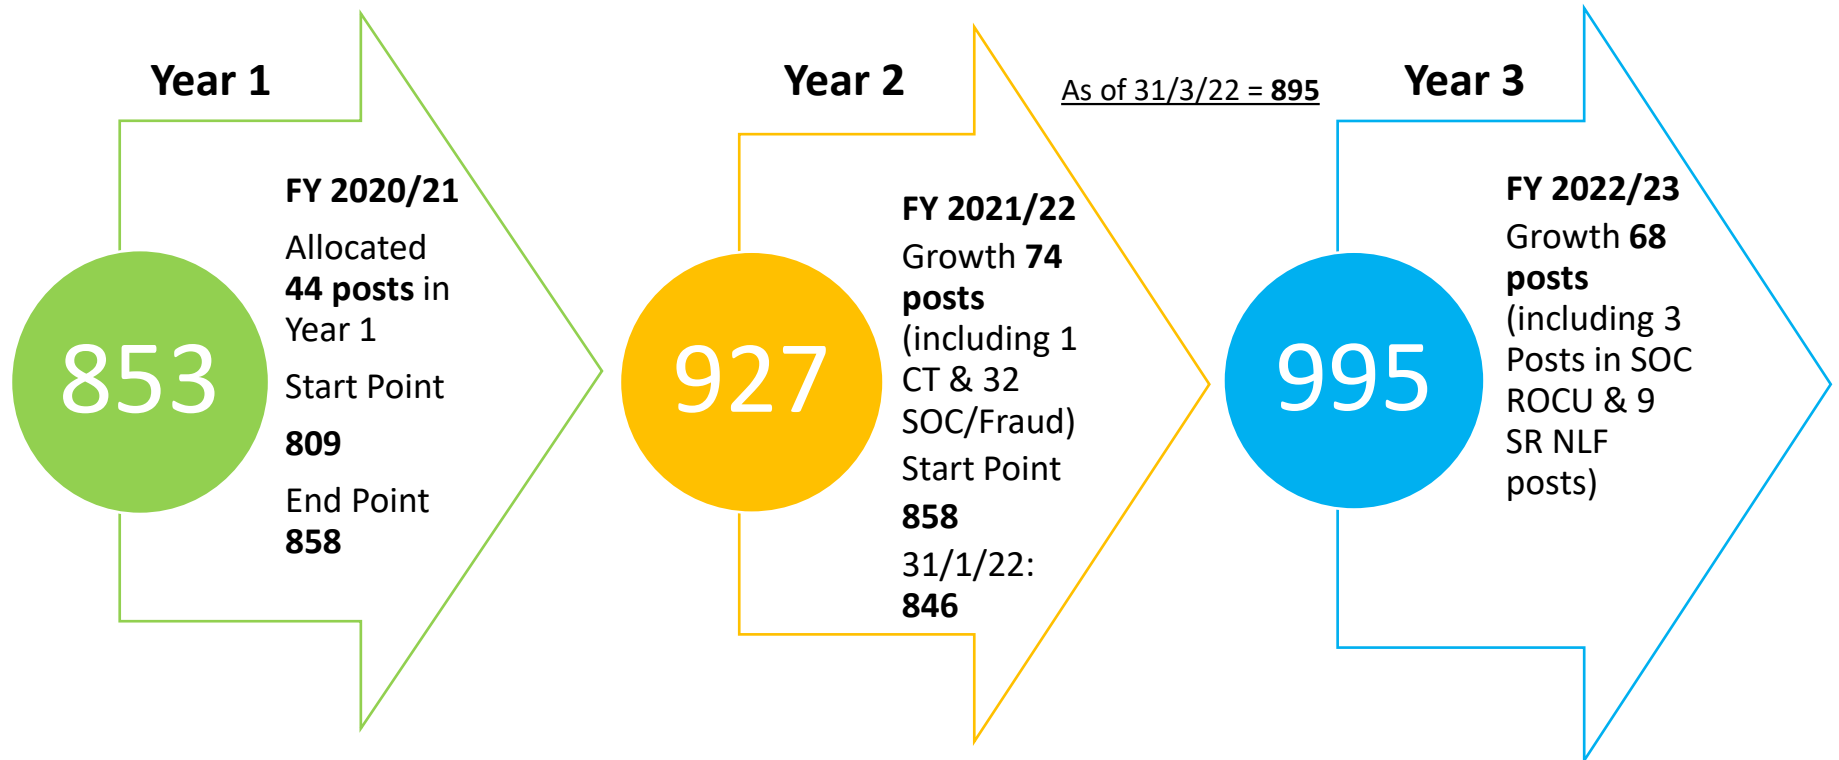 Year 1
853
FY 2020/21
Allocated
44 posts in
Year 1
Start Point
809
End Point
858
Year 2
927
FY 2021/22
Growth 74
posts
(including 1
CT & 32
SOC/Fraud)
Start Point
858
31/1/22:
846
As of 31/3/22 = 895
Year 3
995
FY 2022/23
Growth 68
posts
(including 3
Posts in SOC
ROCU & 9
SR NLF
posts)